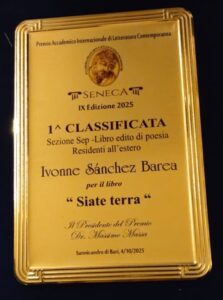 Premio Accademico Internazionale di Letteratura Contemporanea
SENECA
IX Edizione 2025
1^ CLASSIFICATA
Sezione Sep -Libro edito di poesia
Residenti all'estero
Ivonne Sánchez Barea
per il libro
" Siate terra "
Il Presidente del Premio
Dr. Massimo Massa
Sannicandro di Bari, 4/10/2025